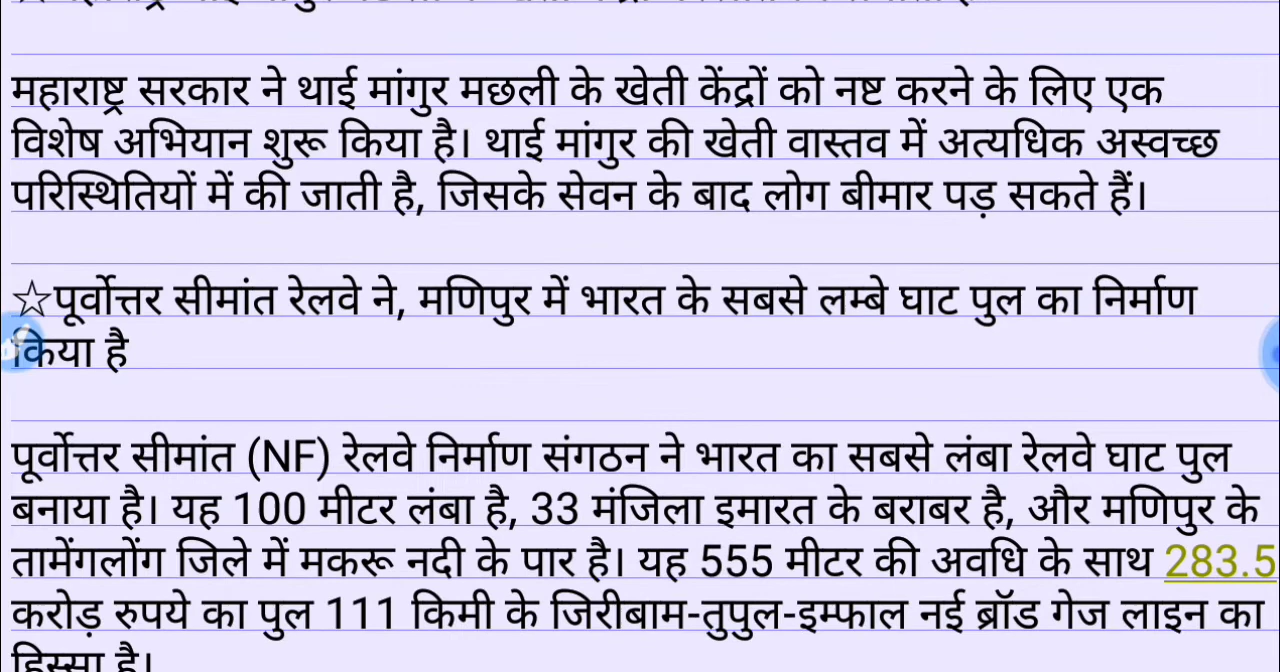 महाराष्ट्र सरकार ने थाई मांगुर मछली के खेती केंद्रों को नष्ट करने के लिए एक
विशेष अभियान शुरू किया है। थाई मांगुर की खेती वास्तव में अत्यधिक अस्वच्छ
परिस्थितियों में की जाती है, जिसके सेवन के बाद लोग बीमार पड़ सकते हैं।
☆पूर्वोत्तर सीमांत रेलवे ने, मणिपुर में भारत के सबसे लम्बे घाट पुल का निर्माण
किया है
पूर्वोत्तर सीमांत (NF) रेलवे निर्माण संगठन ने भारत का सबसे लंबा रेलवे घाट पुल
बनाया है। यह 100 मीटर लंबा है, 33 मंजिला इमारत के बराबर है, और मणिपुर के
तामेंगलोंग जिले में मकरू नदी के पार है। यह 555 मीटर की अवधि के साथ 283.5
करोड़ रुपये का पुल 111 किमी के जिरीबाम-तुपुल-इम्फाल नई ब्रॉड गेज लाइन का
हिस्सा है।